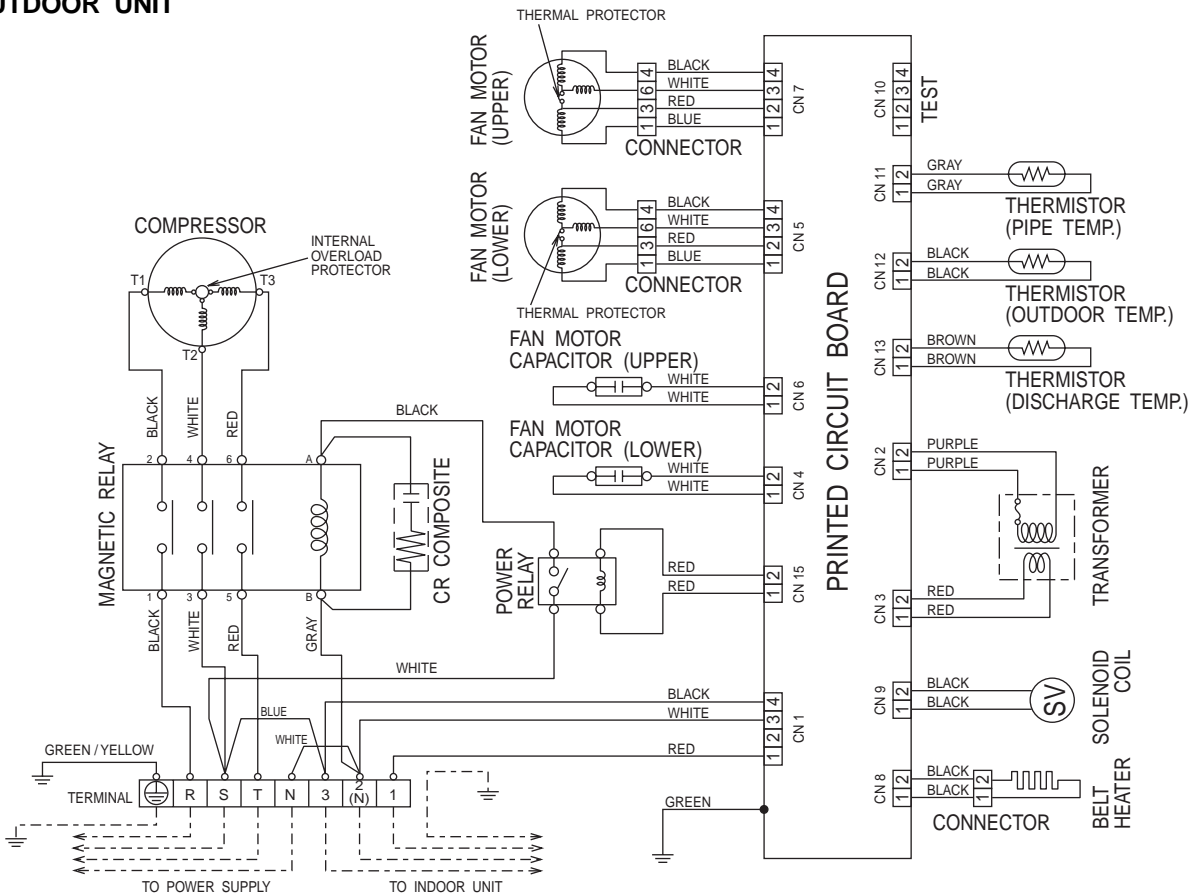 UTDOOR UNIT
THERMAL PROTECTOR
FAN MOTOR
(UPPER)
4
6
3
1
BLACK
WHITE
RED
BLUE
4
3
2
1
CN 7
CONNECTOR
FAN MOTOR
(LOWER)
4
6
3
1
BLACK
WHITE
RED
BLUE
4
3
2
1
CN 5
CONNECTOR
THERMAL PROTECTOR
COMPRESSOR
INTERNAL
OVERLOAD
PROTECTOR
T1
T3
T2
FAN MOTOR
CAPACITOR (UPPER)
WHITE
WHITE
2
1
CN 6
FAN MOTOR
CAPACITOR (LOWER)
WHITE
WHITE
2
1
CN 4
BLACK
WHITE
RED
BLACK
MAGNETIC RELAY
2
4
6
A
1
3
5
B
CR COMPOSITE
POWER
RELAY
RED
RED
2
1
CN 15
BLACK
WHITE
RED
GRAY
WHITE
BLUE
WHITE
BLACK
WHITE
RED
4
3
2
1
CN 1
GREEN / YELLOW
TERMINAL
R
S
T
N
3
2
(N)
1
TO POWER SUPPLY
TO INDOOR UNIT
GREEN
PRINTED CIRCUIT BOARD
CN 10
1
2
3
4
TEST
CN 11
2
1
GRAY
GRAY
THERMISTOR
(PIPE TEMP.)
CN 12
2
1
BLACK
BLACK
THERMISTOR
(OUTDOOR TEMP.)
CN 13
2
1
BROWN
BROWN
THERMISTOR
(DISCHARGE TEMP.)
CN 2
2
1
PURPLE
PURPLE
TRANSFORMER
CN 3
2
1
RED
RED
CN 9
2
1
BLACK
BLACK
SV
SOLENOID
COIL
CN 8
2
1
BLACK
BLACK
2
1
CONNECTOR
BELT
HEATER